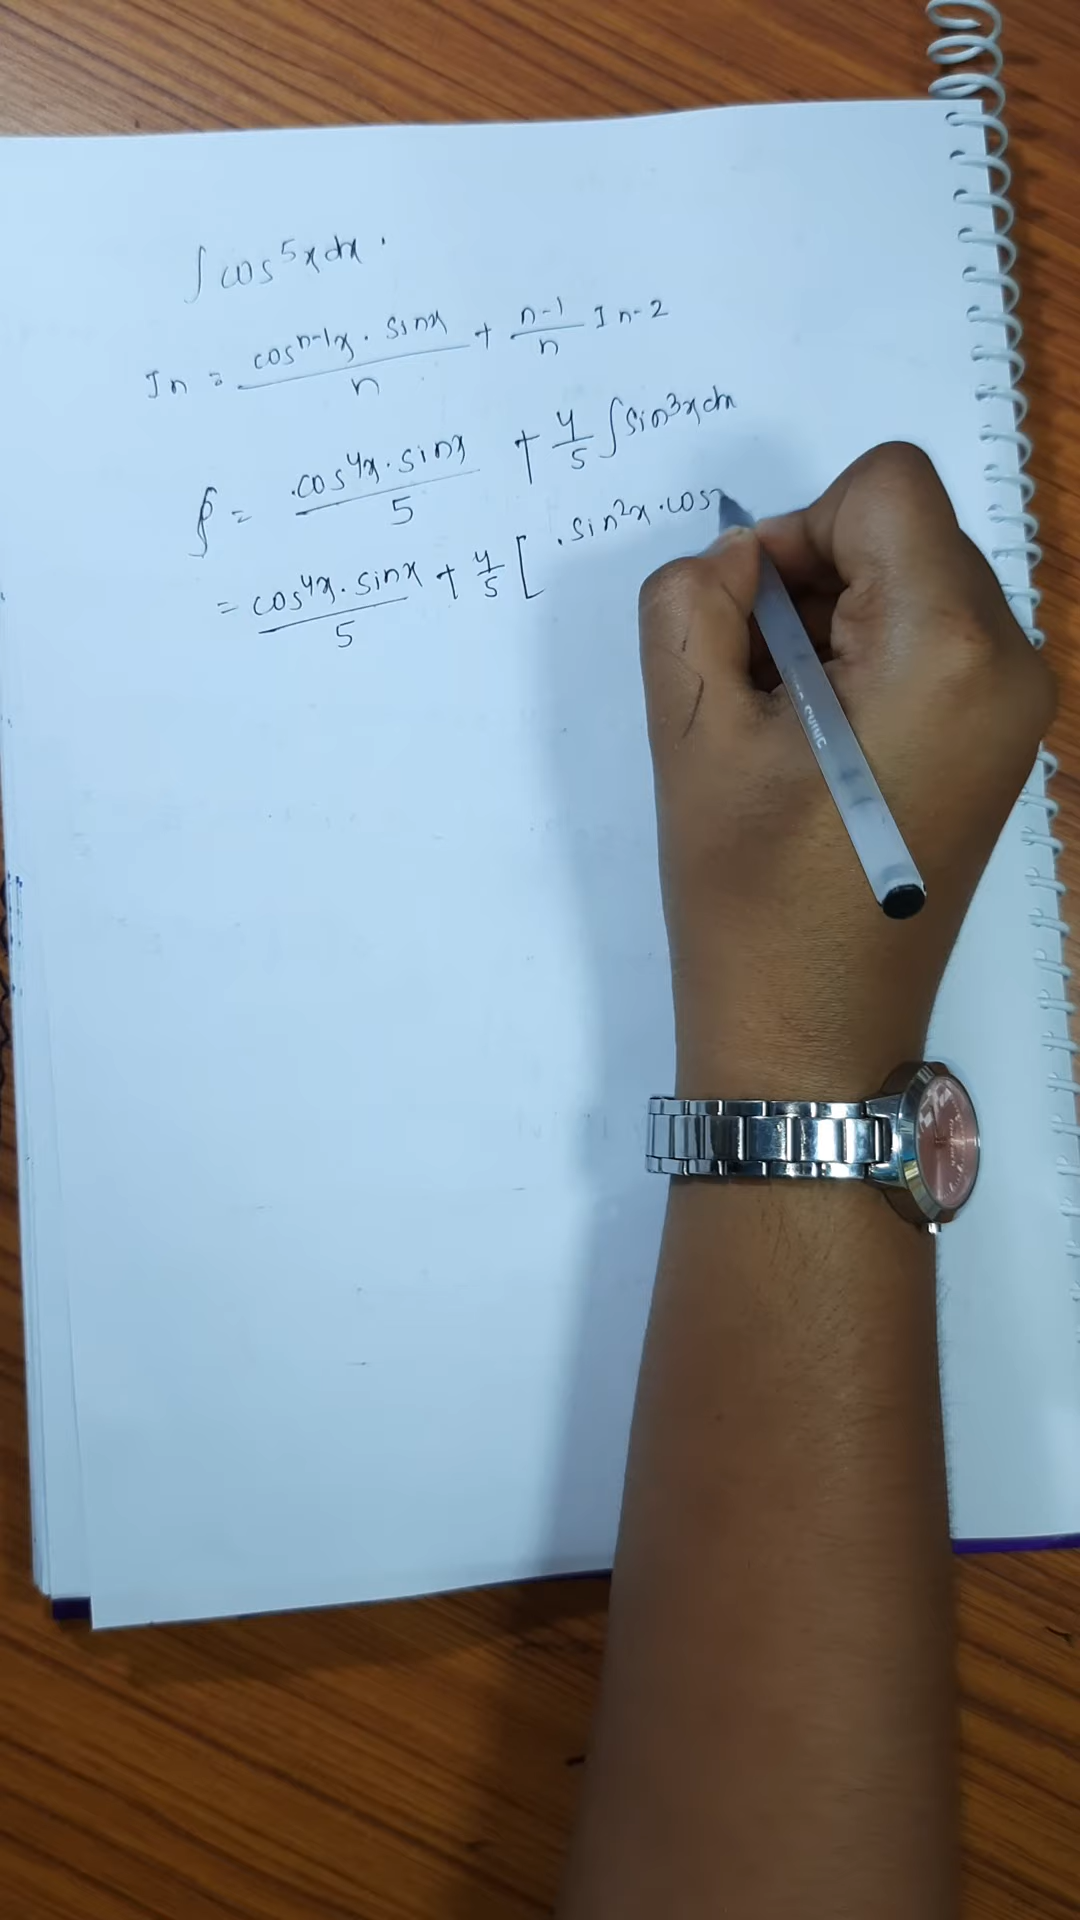 ∫cos⁵x dx.
In = cosⁿ⁻¹x · sinx / n + n-1 / n In-2
∮ = .cos⁴x · sinx / 5 + 4/5 ∫sin³x dx
= cos⁴x · sinx / 5 + 4/5 [ .sin²x · cos